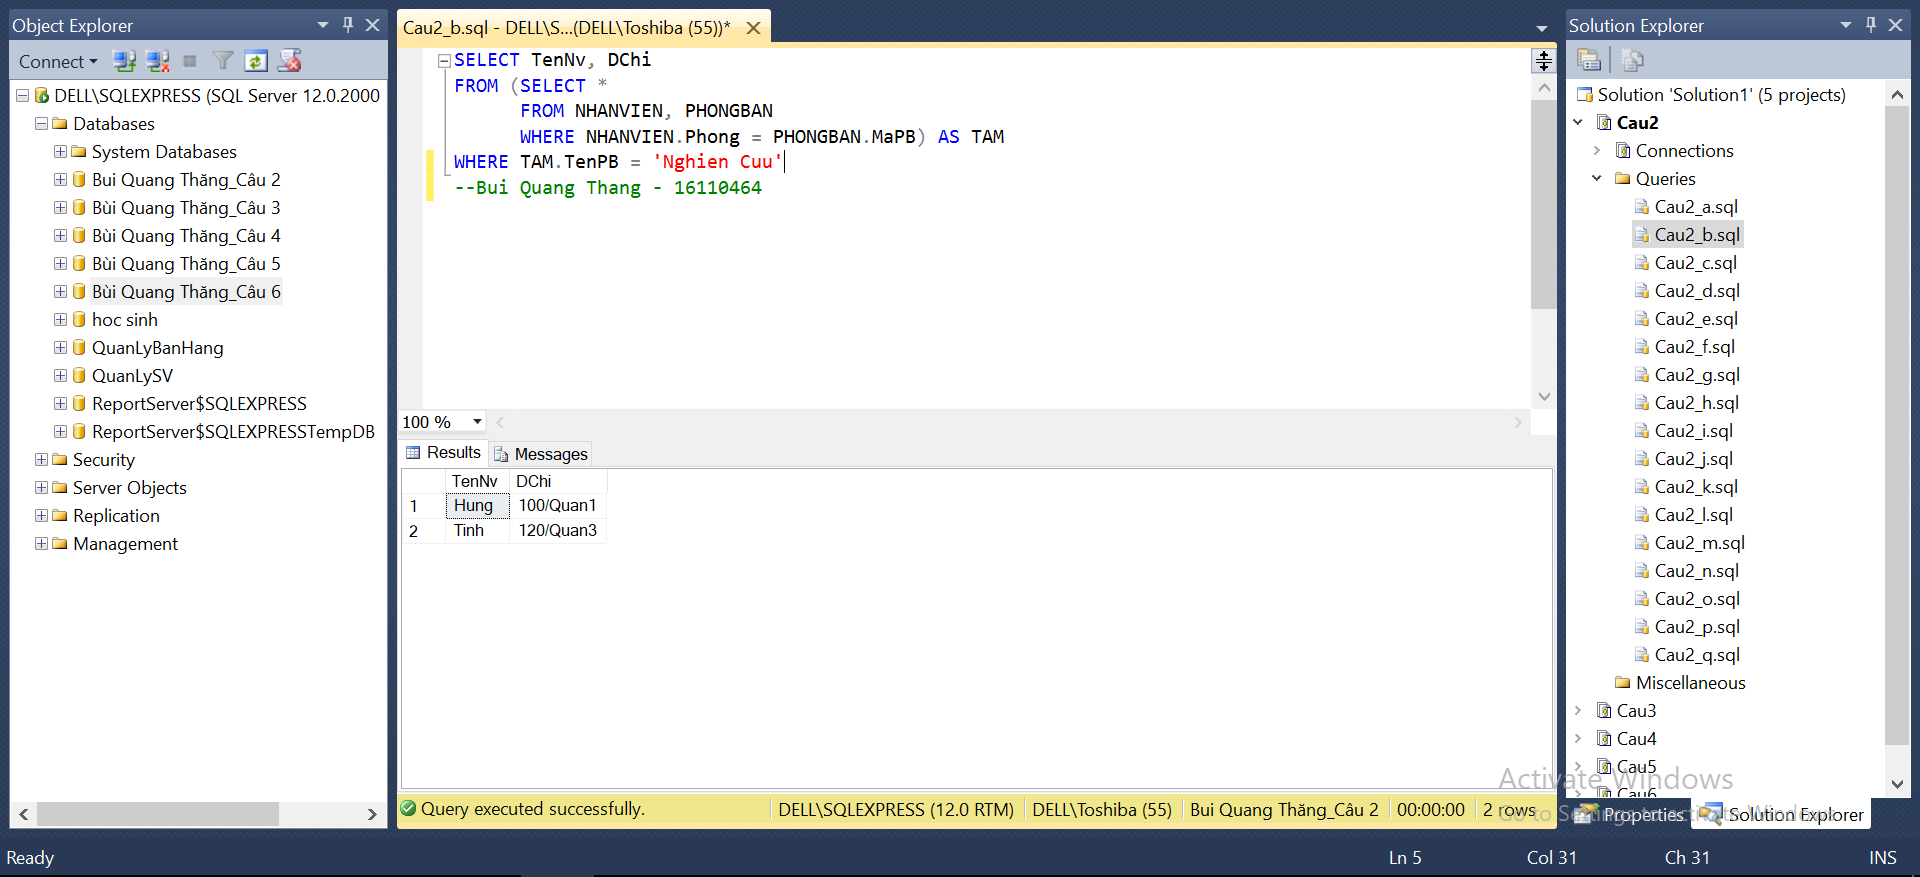 Object Explorer
Connect
DELL\SQLEXPRESS (SQL Server 12.0.2000
Databases
System Databases
Bui Quang Thăng_Câu 2
Bùi Quang Thăng_Câu 3
Bùi Quang Thăng_Câu 4
Bùi Quang Thăng_Câu 5
Bùi Quang Thăng_Câu 6
hoc sinh
QuanLyBanHang
QuanLySV
ReportServer$SQLEXPRESS
ReportServer$SQLEXPRESSTempDB
Security
Server Objects
Replication
Management
Cau2_b.sql - DELL\S...(DELL\Toshiba (55))*
SELECT TenNv, DChi
FROM (SELECT *
FROM NHANVIEN, PHONGBAN
WHERE NHANVIEN.Phong = PHONGBAN.MaPB) AS TAM
WHERE TAM.TenPB = 'Nghien Cuu'
--Bui Quang Thang - 16110464
100 %
Results
Messages
TenNv DChi
1 Hung 100/Quan1
2 Tinh 120/Quan3
Query executed successfully.
DELL\SQLEXPRESS (12.0 RTM)
DELL\Toshiba (55)
Bui Quang Thăng_Câu 2
00:00:00
2 rows
Solution Explorer
Solution 'Solution1' (5 projects)
Cau2
Connections
Queries
Cau2_a.sql
Cau2_b.sql
Cau2_c.sql
Cau2_d.sql
Cau2_e.sql
Cau2_f.sql
Cau2_g.sql
Cau2_h.sql
Cau2_i.sql
Cau2_j.sql
Cau2_k.sql
Cau2_l.sql
Cau2_m.sql
Cau2_n.sql
Cau2_o.sql
Cau2_p.sql
Cau2_q.sql
Miscellaneous
Cau3
Cau4
Cau5
Cau6
Activate Windows
Go to Settings to activate Windows.
Properties
Solution Explorer
Ready
Ln 5
Col 31
Ch 31
INS